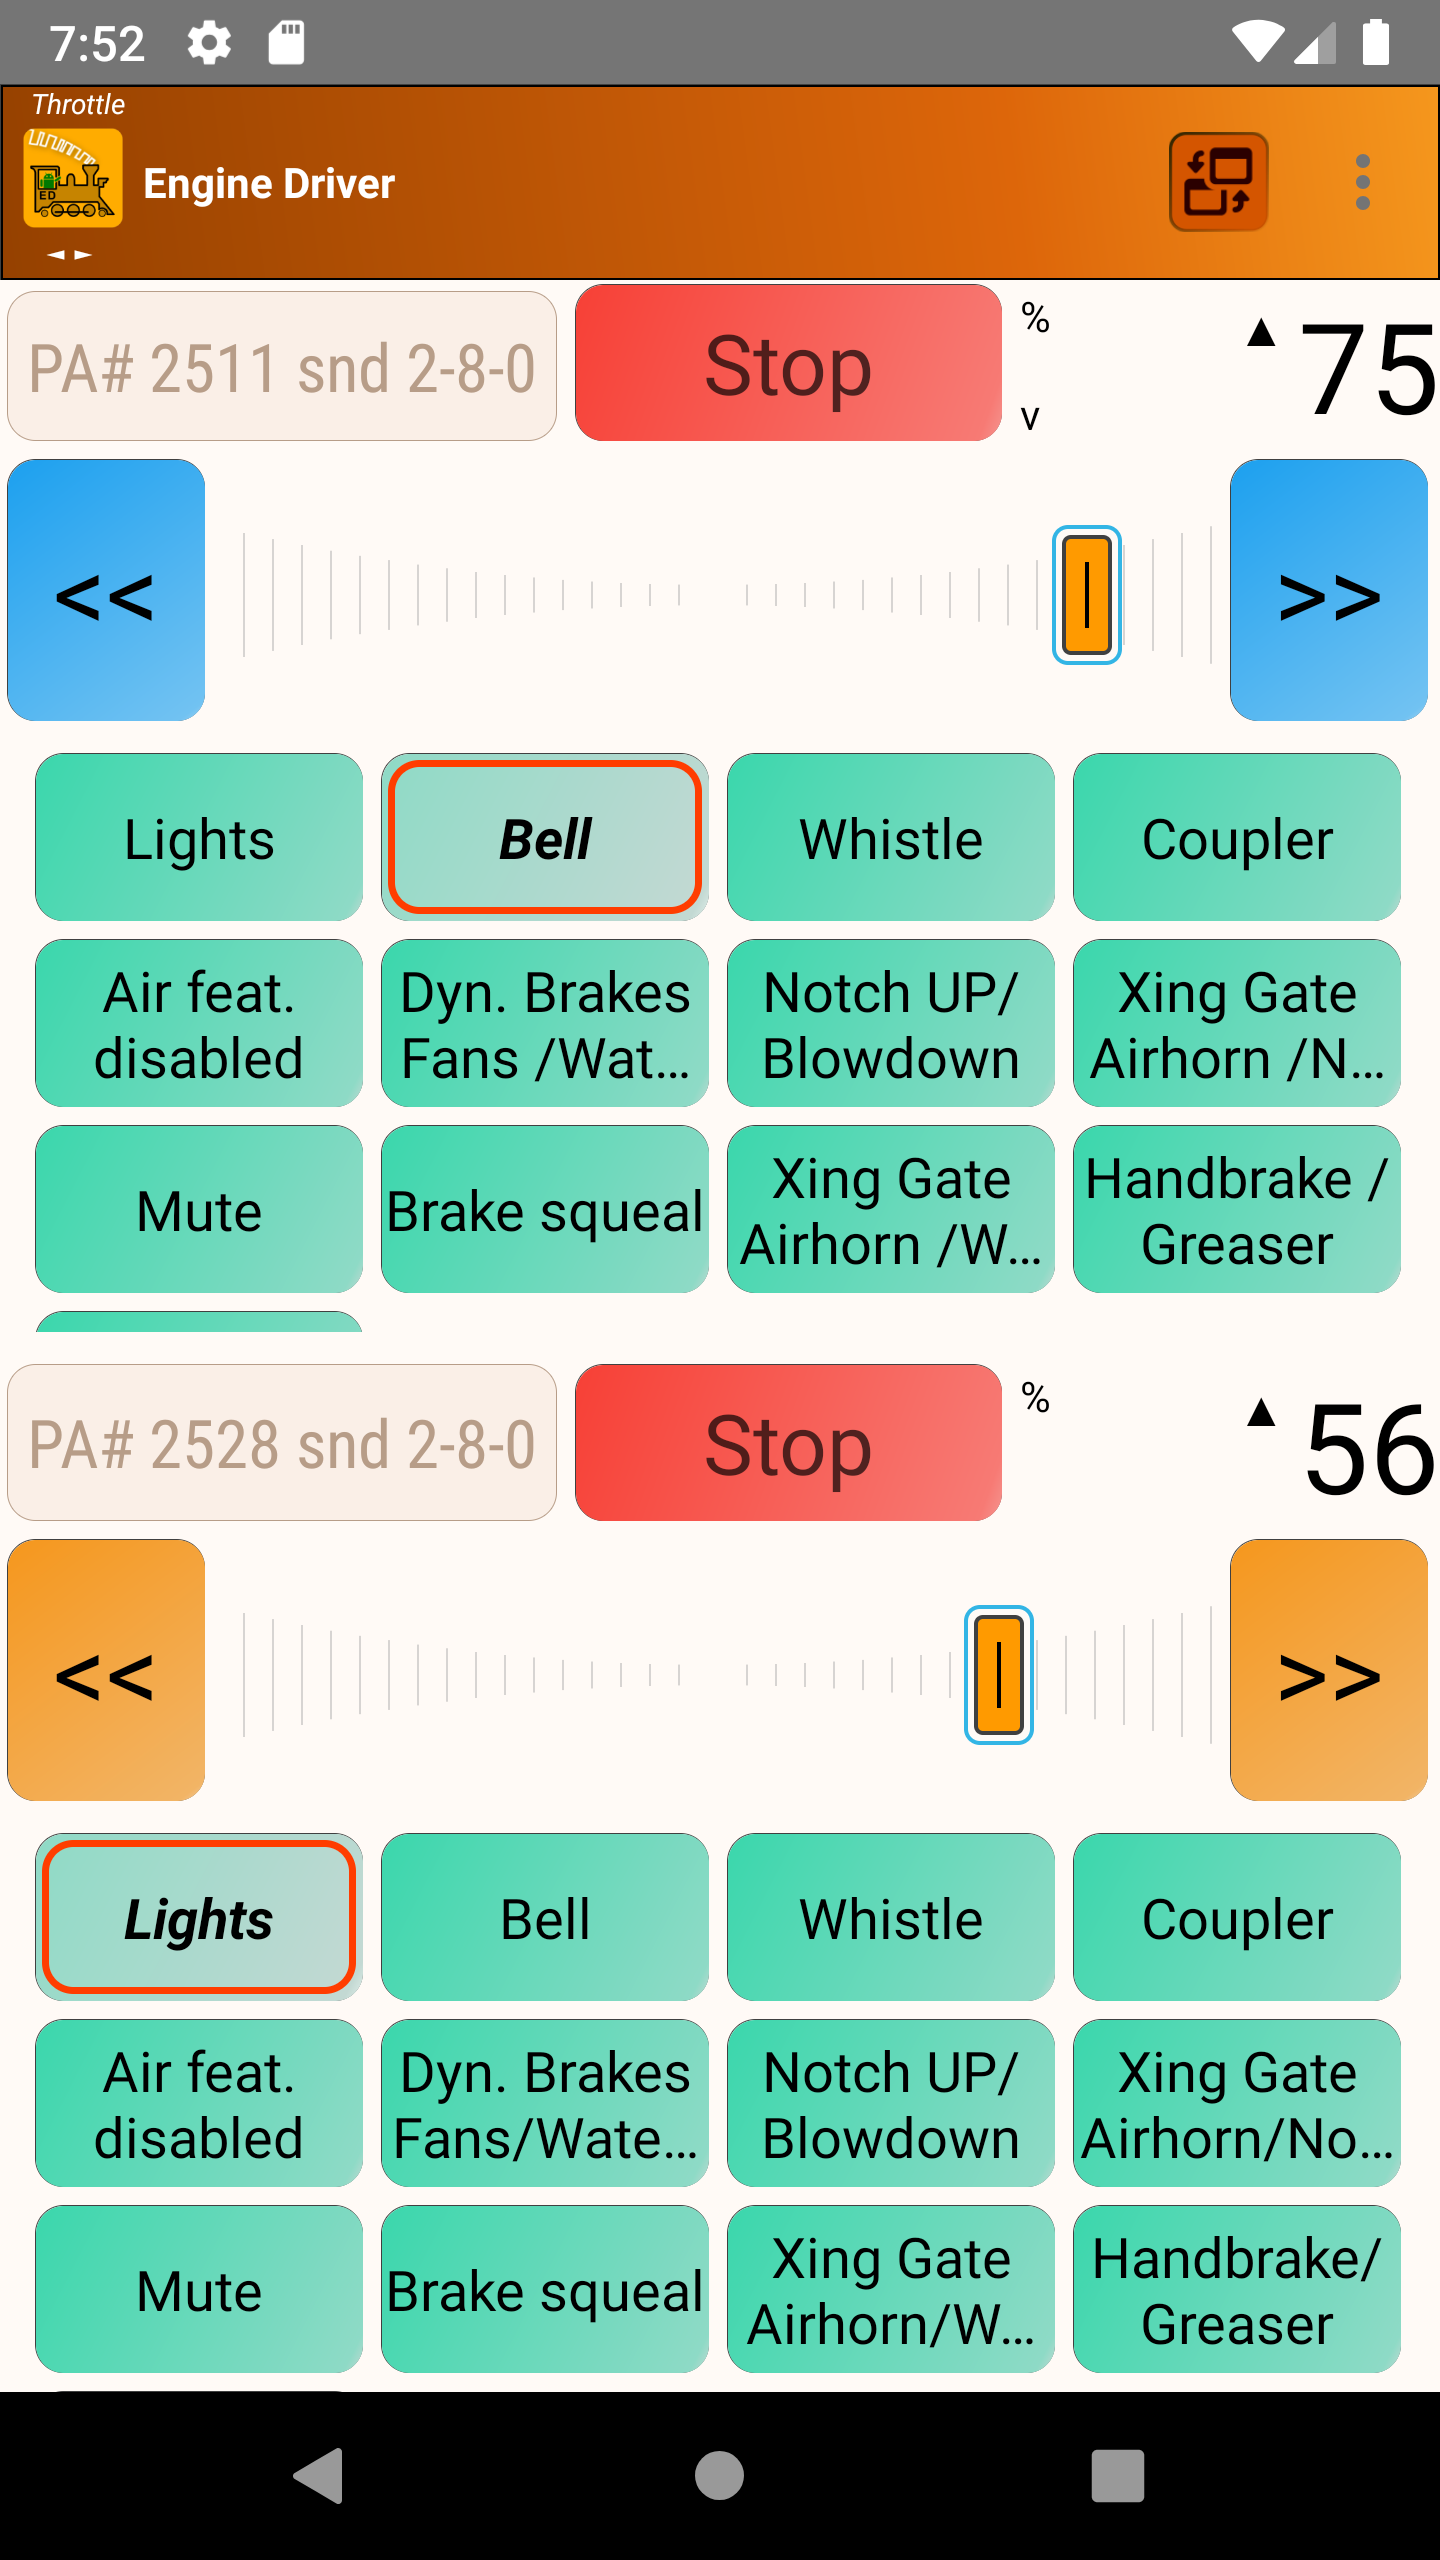 7:52
Throttle
ED
Engine Driver
◄ ►
PA# 2511 snd 2-8-0
Stop
%
v
▲
75
<<
>>
Lights
Bell
Whistle
Coupler
Air feat.
disabled
Dyn. Brakes
Fans /Wat...
Notch UP/
Blowdown
Xing Gate
Airhorn /N...
Mute
Brake squeal
Xing Gate
Airhorn /W...
Handbrake /
Greaser
PA# 2528 snd 2-8-0
Stop
%
▲
56
<<
>>
Lights
Bell
Whistle
Coupler
Air feat.
disabled
Dyn. Brakes
Fans/Wate...
Notch UP/
Blowdown
Xing Gate
Airhorn/No...
Mute
Brake squeal
Xing Gate
Airhorn/W...
Handbrake/
Greaser